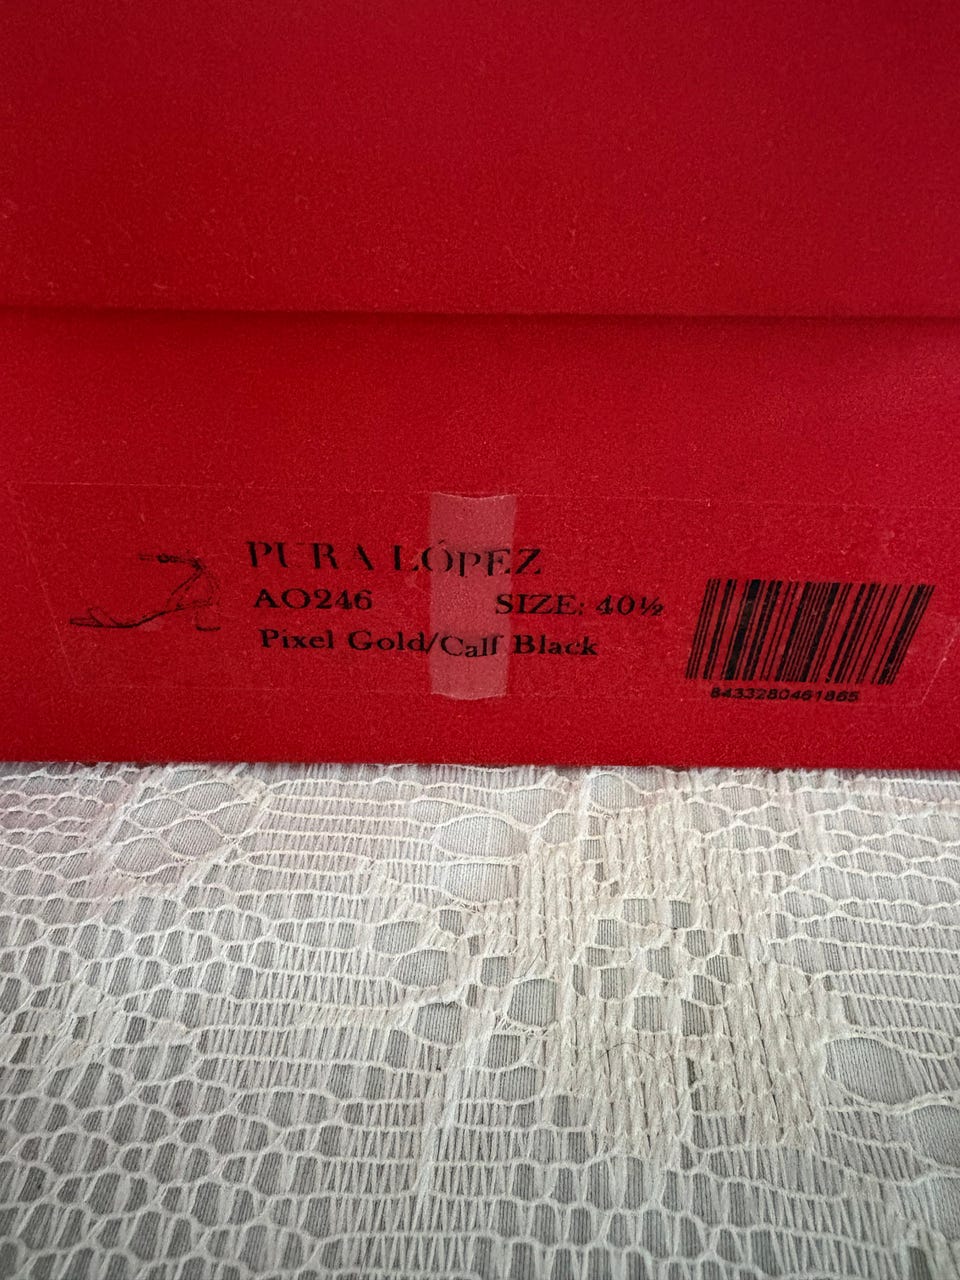 PURA LÓPEZ
AO246 SIZE: 40½
Pixel Gold/Calf Black
8433280461865